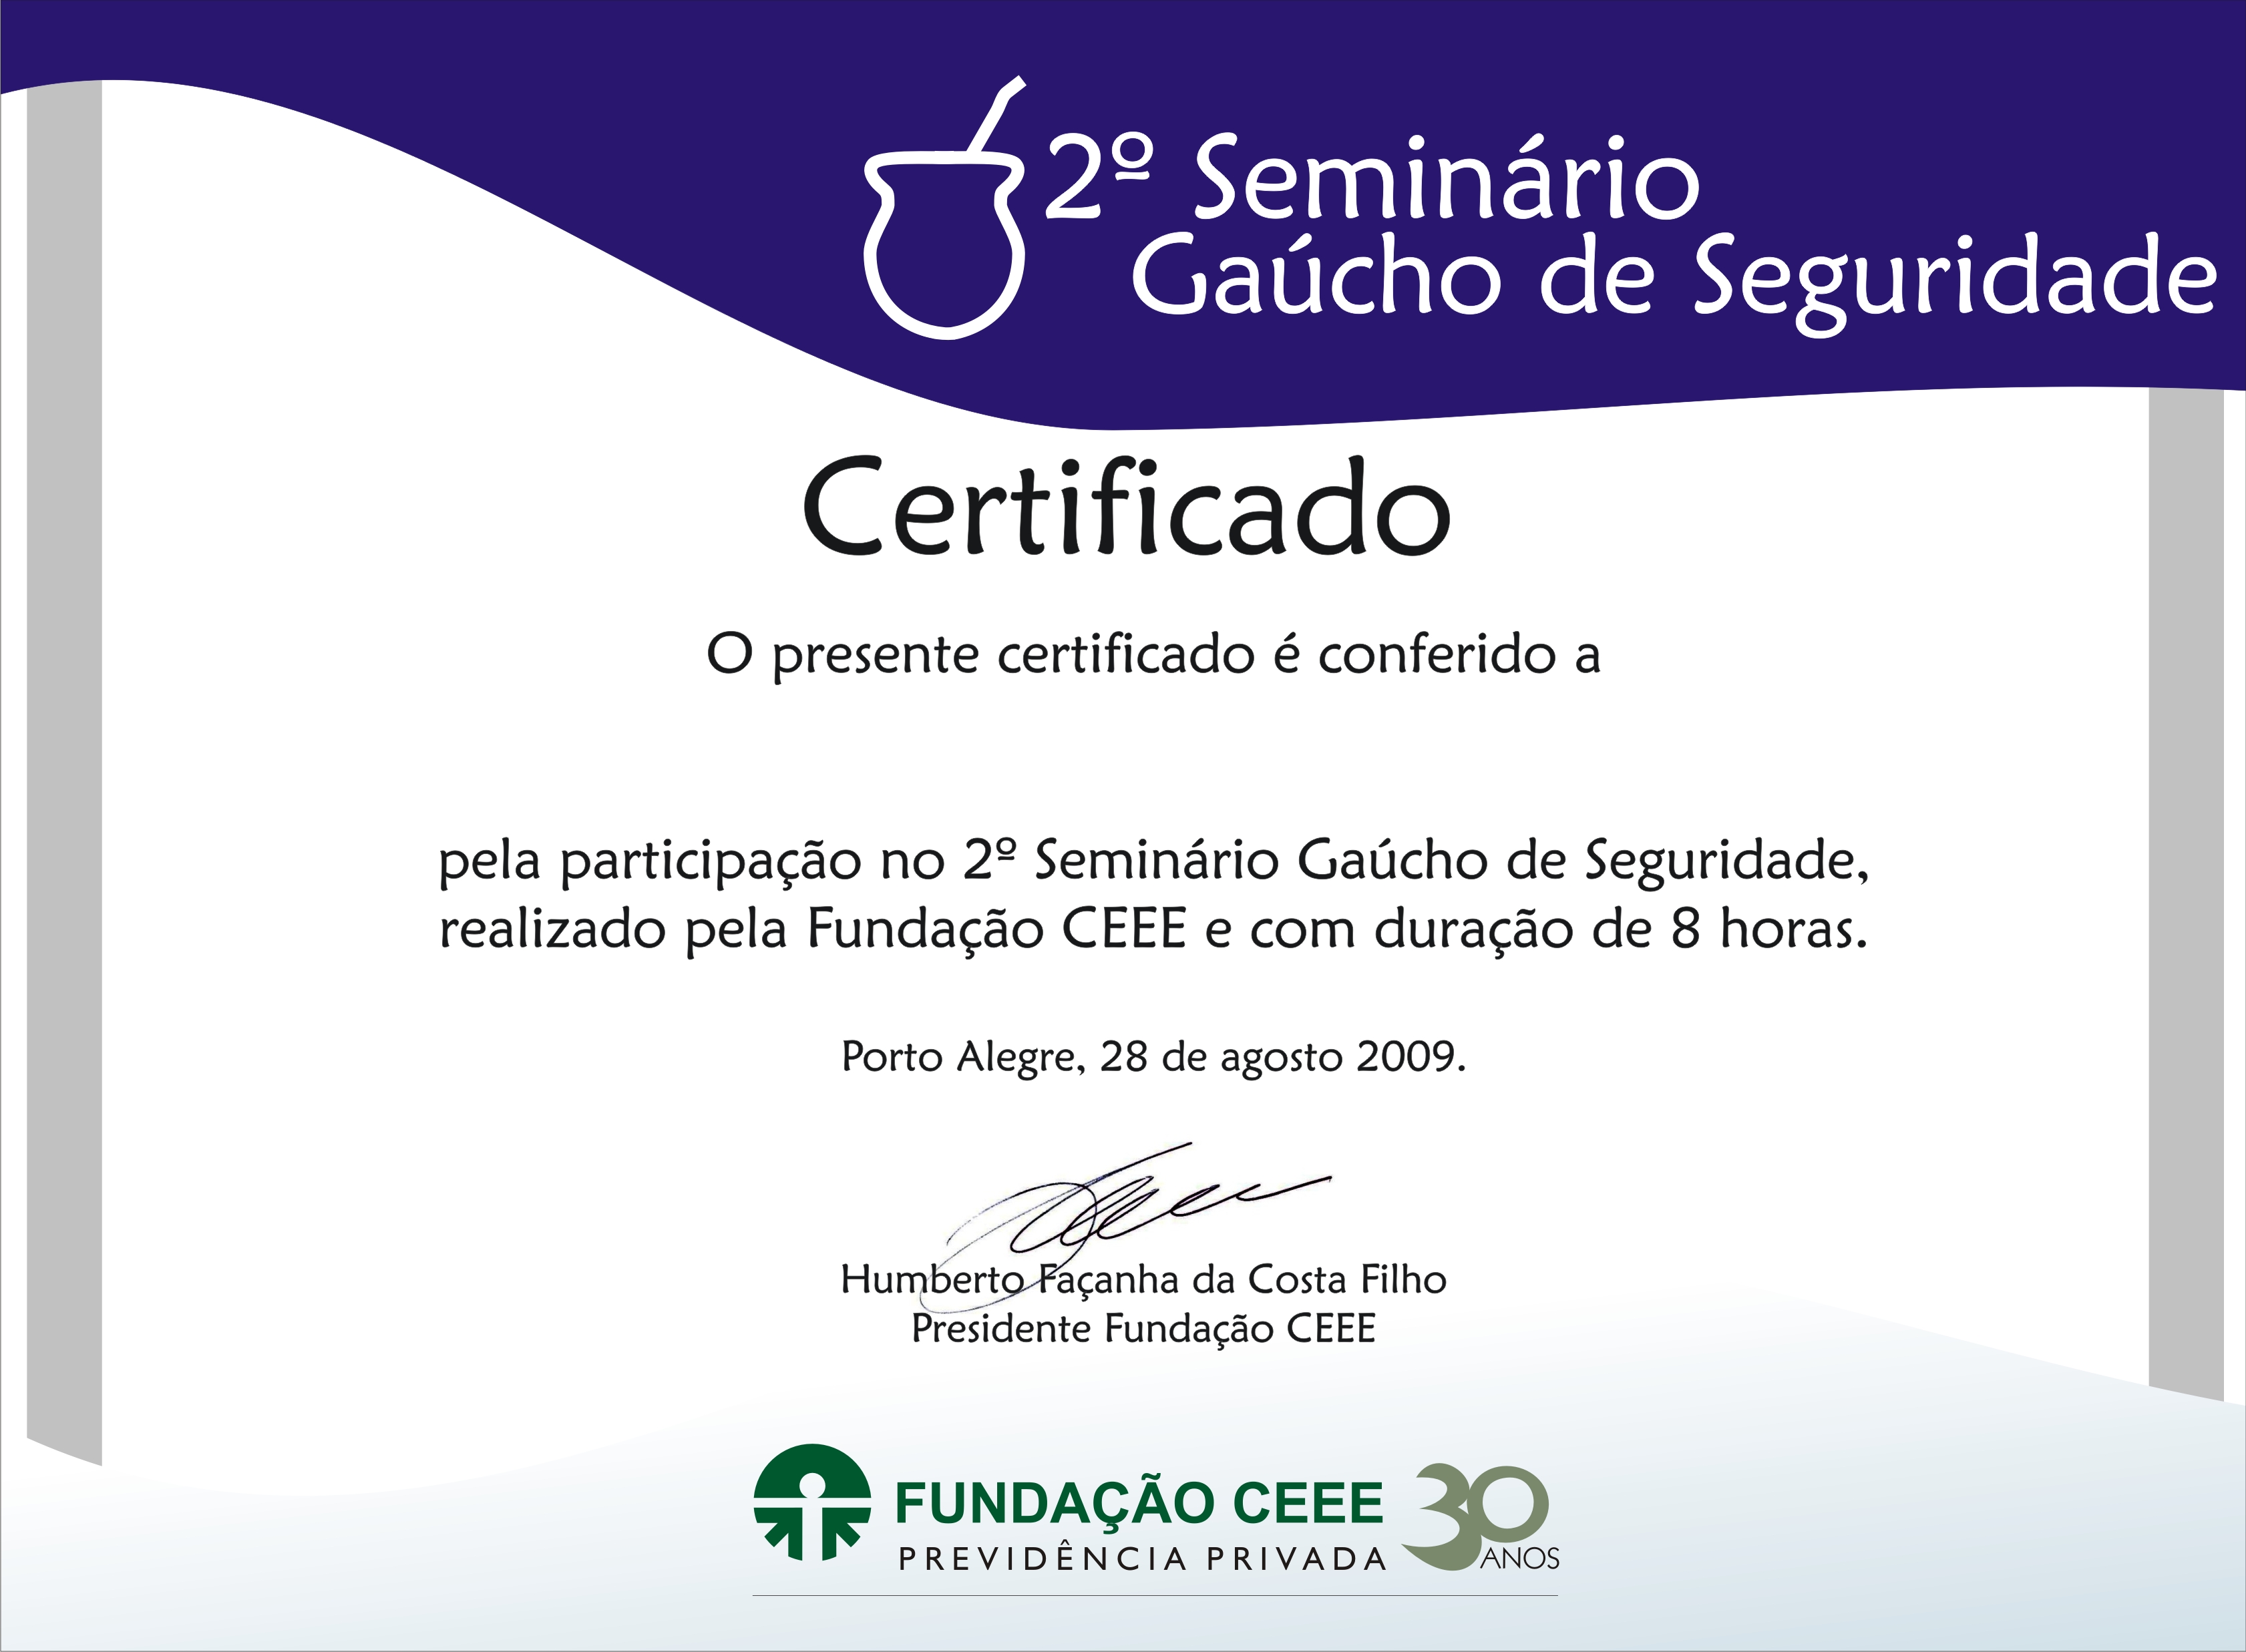 2º Seminário
Gaúcho de Seguridade
Certificado
O presente certificado é conferido a
pela participação no 2º Seminário Gaúcho de Seguridade,
realizado pela Fundação CEEE e com duração de 8 horas.
Porto Alegre, 28 de agosto 2009.
Humberto Façanha da Costa Filho
Presidente Fundação CEEE
FUNDAÇÃO CEEE
PREVIDÊNCIA PRIVADA
30
ANOS